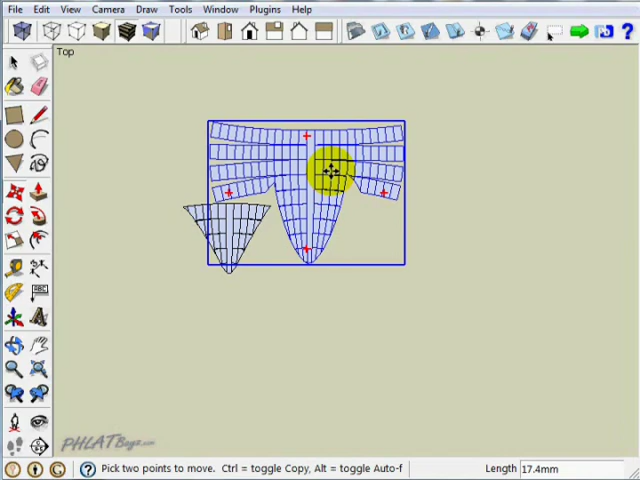 File Edit View Camera Draw Tools Window Plugins Help
Top
ABC
A
PHLATBoyz.com
Pick two points to move. Ctrl = toggle Copy, Alt = toggle Auto-f
Length 17.4mm